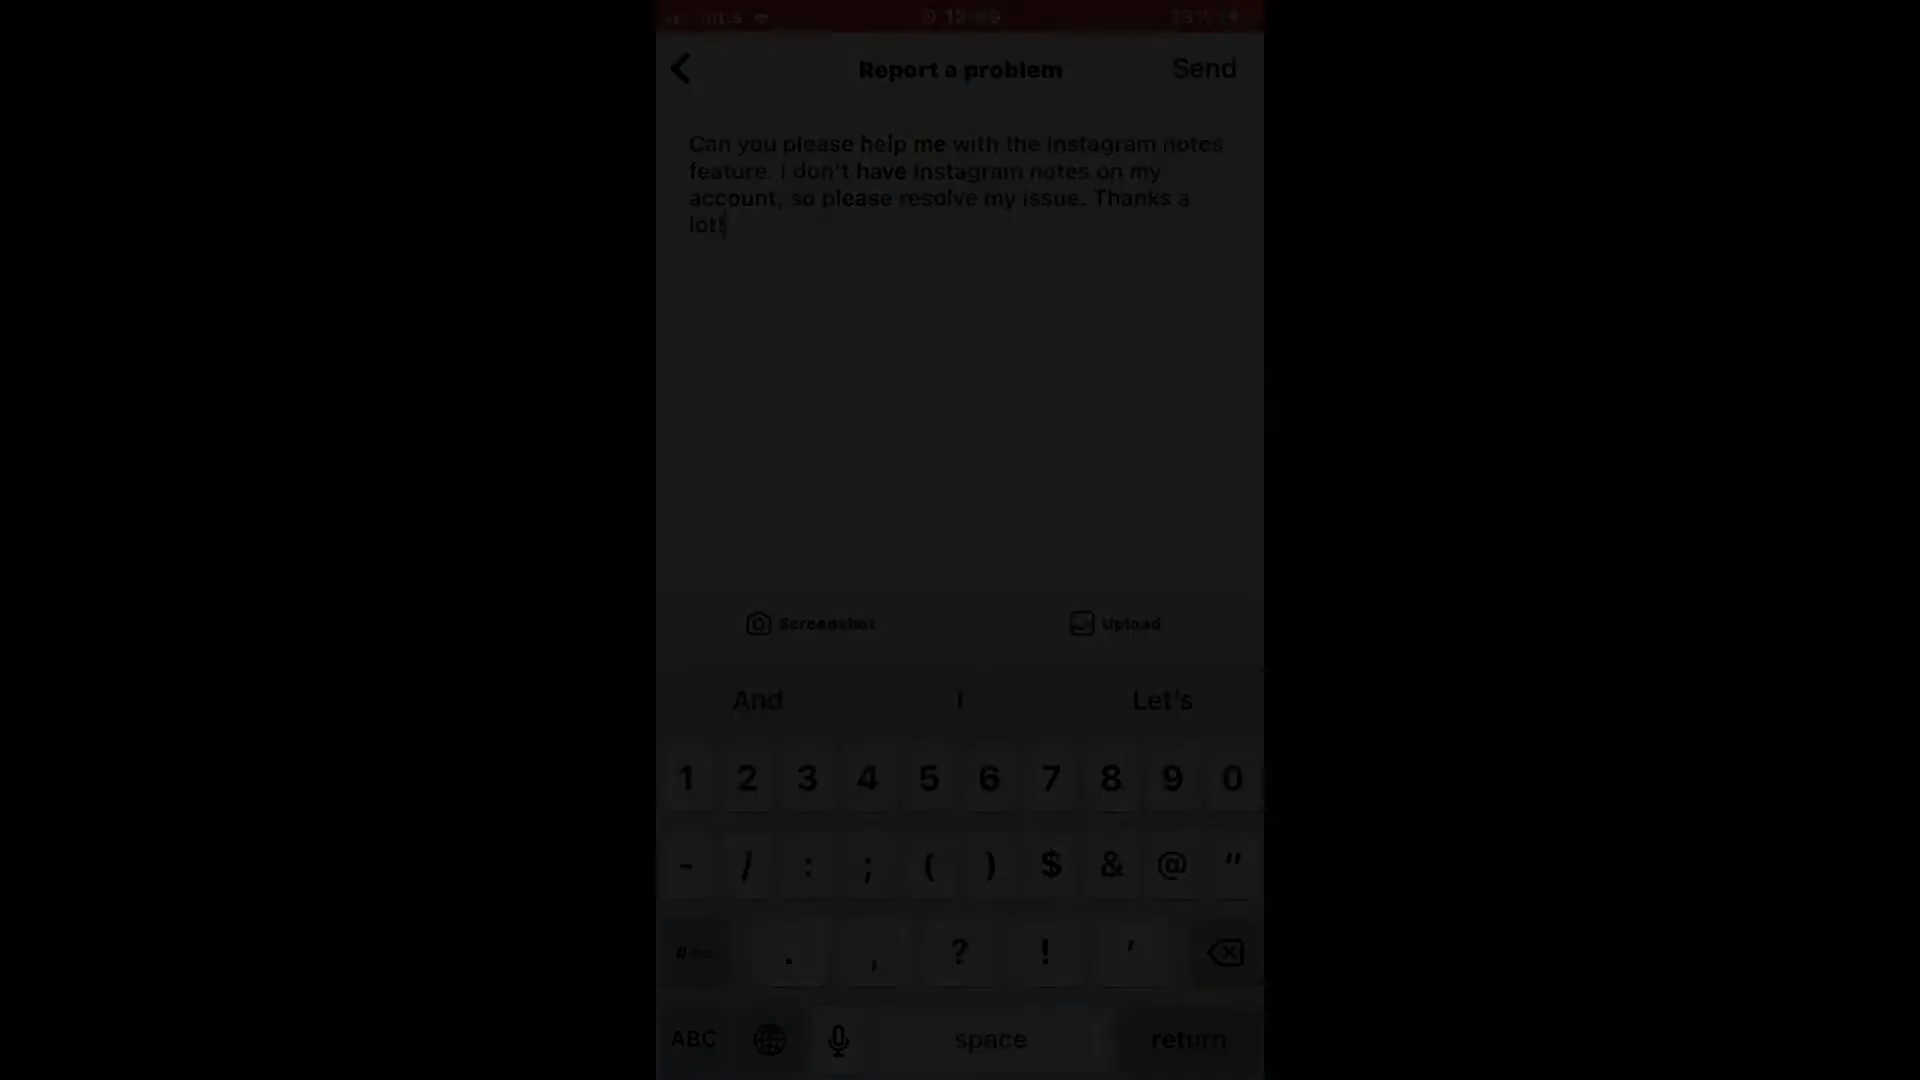 Report a problem
Send
Can you please help me with the Instagram notes
feature. I don't have Instagram notes on my
account, so please resolve my issue. Thanks a
lot!
Screenshot
Upload
And
I
Let's
1 2 3 4 5 6 7 8 9 0
- / : ; ( ) $ & @ "
. , ? ! '
ABC
space
return